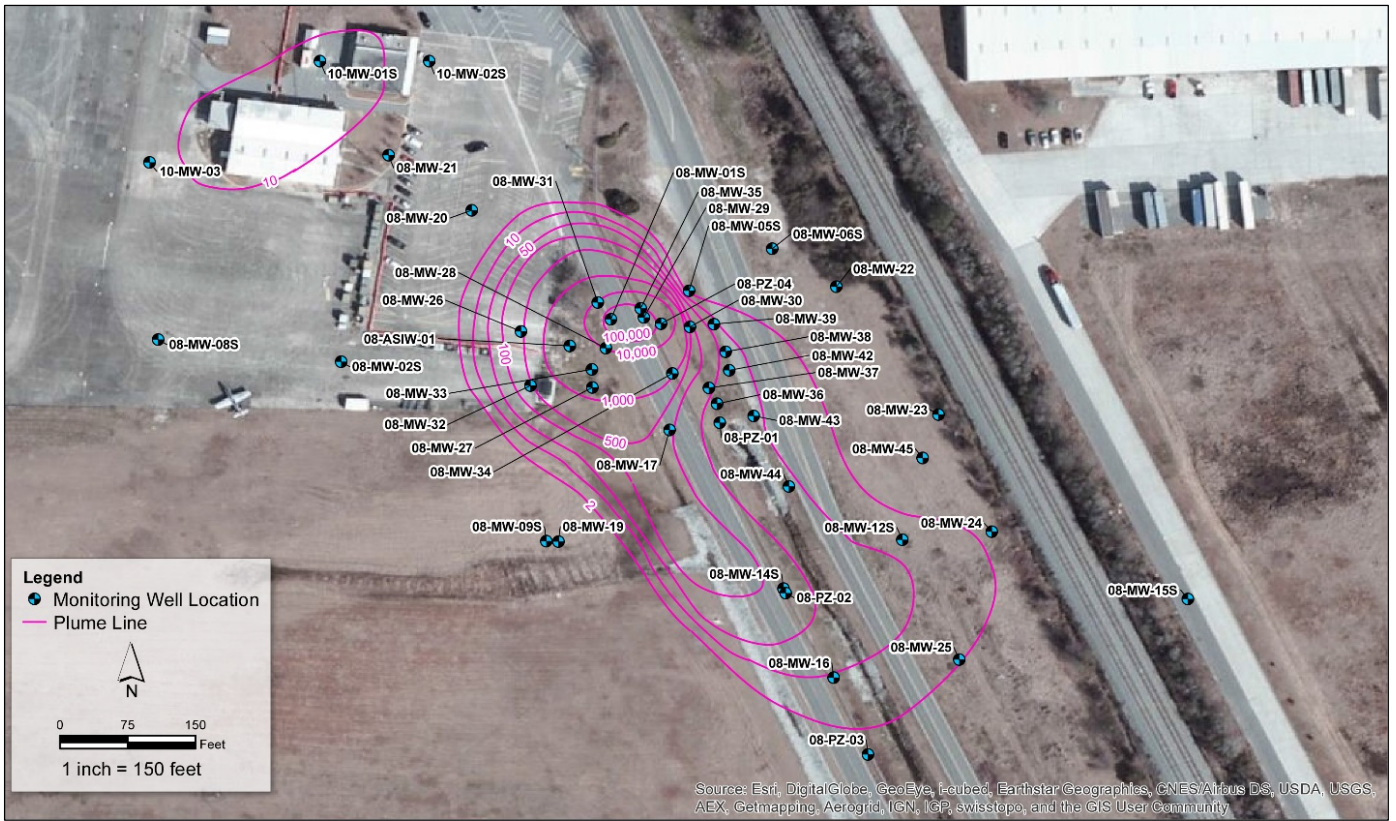 10-MW-01S
10-MW-02S
10-MW-03
08-MW-21
10
08-MW-31
08-MW-01S
08-MW-35
08-MW-29
08-MW-05S
08-MW-20
08-MW-06S
10
50
08-MW-28
08-PZ-04
08-MW-22
08-MW-26
08-MW-30
08-MW-39
08-ASIW-01
100,000
08-MW-38
08-MW-08S
100
10,000
08-MW-42
08-MW-02S
08-MW-37
08-MW-33
1,000
08-MW-36
08-MW-32
08-MW-43
08-MW-23
08-MW-27
500
08-PZ-01
08-MW-34
08-MW-17
08-MW-45
08-MW-44
2
08-MW-09S
08-MW-19
08-MW-12S
08-MW-24
08-MW-14S
08-PZ-02
08-MW-15S
08-MW-16
08-MW-25
08-PZ-03
Legend
Monitoring Well Location
Plume Line
N
0 75 150
Feet
1 inch = 150 feet
Source: Esri, DigitalGlobe, GeoEye, i-cubed, Earthstar Geographics, CNES/Airbus DS, USDA, USGS,
AEX, Getmapping, Aerogrid, IGN, IGP, swisstopo, and the GIS User Community